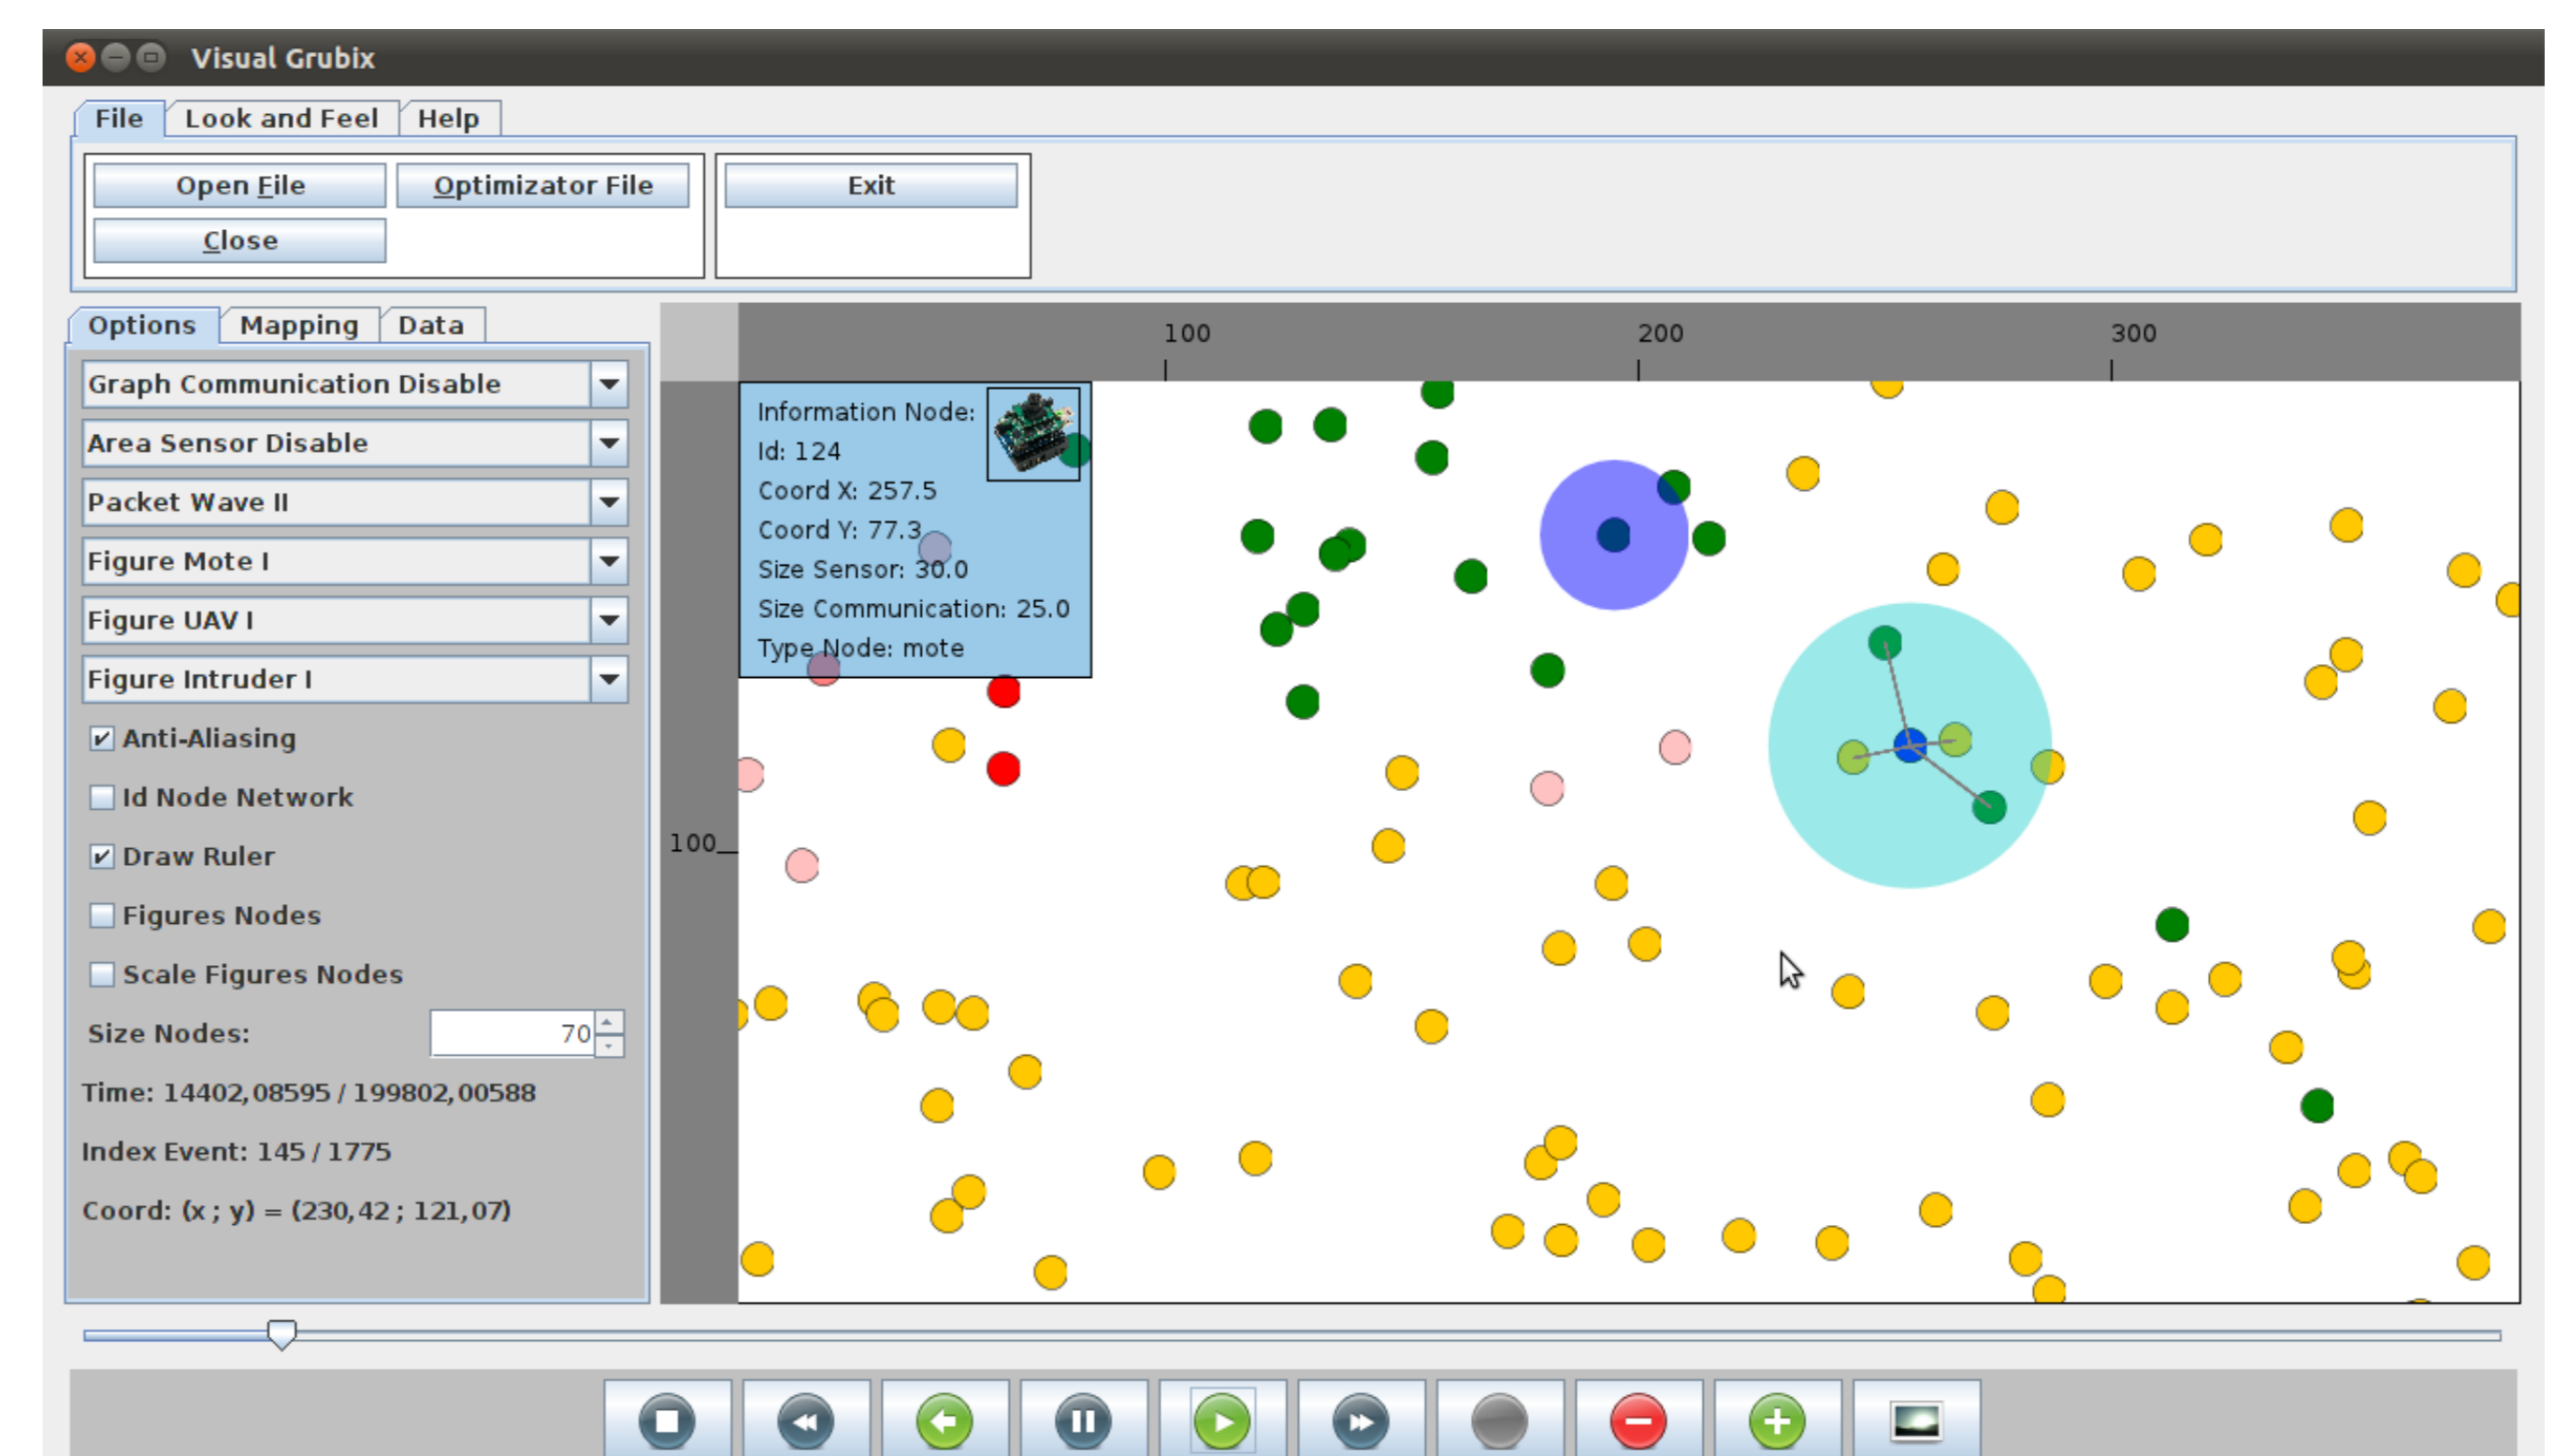 Visual Grubix
File Look and Feel Help
Open File Optimizator File Exit
Close
Options Mapping Data
Graph Communication Disable
Area Sensor Disable
Packet Wave II
Figure Mote I
Figure UAV I
Figure Intruder I
Anti-Aliasing
Id Node Network
Draw Ruler
Figures Nodes
Scale Figures Nodes
Size Nodes: 70
Time: 14402,08595 / 199802,00588
Index Event: 145 / 1775
Coord: (x ; y) = (230,42 ; 121,07)
100 200 300
Information Node:
Id: 124
Coord X: 257.5
Coord Y: 77.3
Size Sensor: 30.0
Size Communication: 25.0
Type Node: mote
100